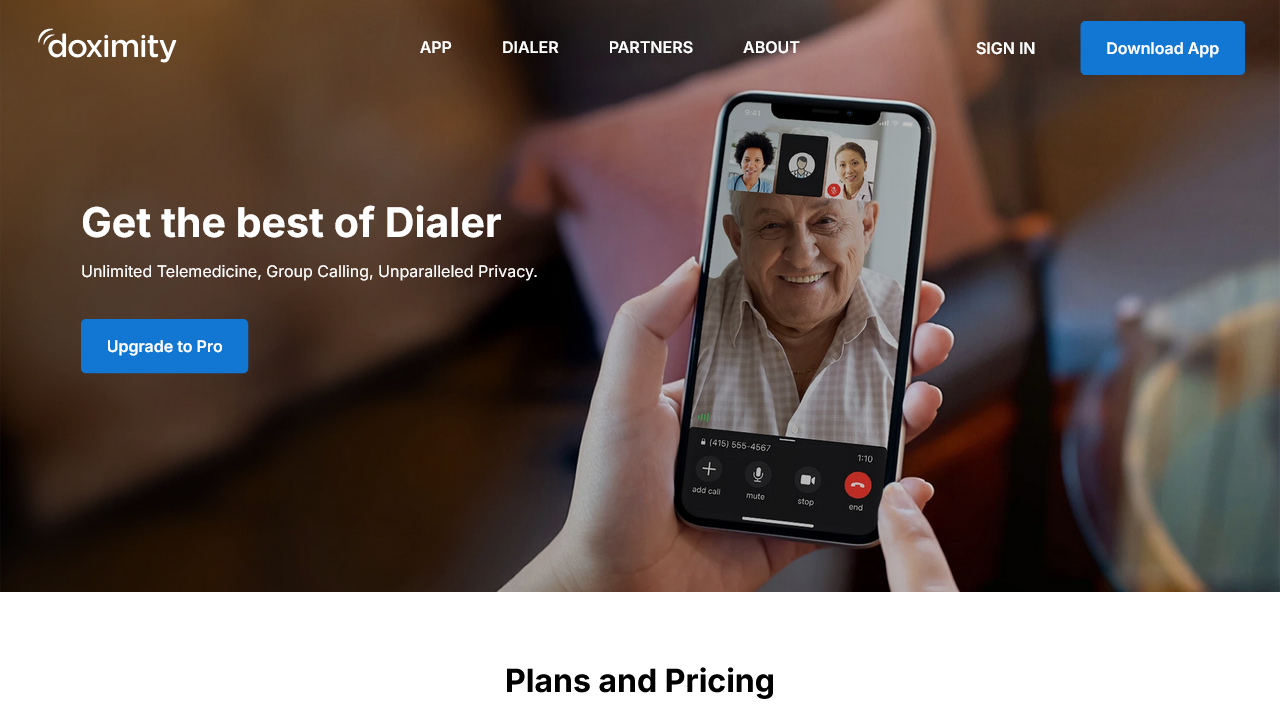 doximity
APP
DIALER
PARTNERS
ABOUT
SIGN IN
Download App
9:41
Get the best of Dialer
Unlimited Telemedicine, Group Calling, Unparalleled Privacy.
Upgrade to Pro
(415) 555-4567
1:10
add call
mute
stop
end
Plans and Pricing